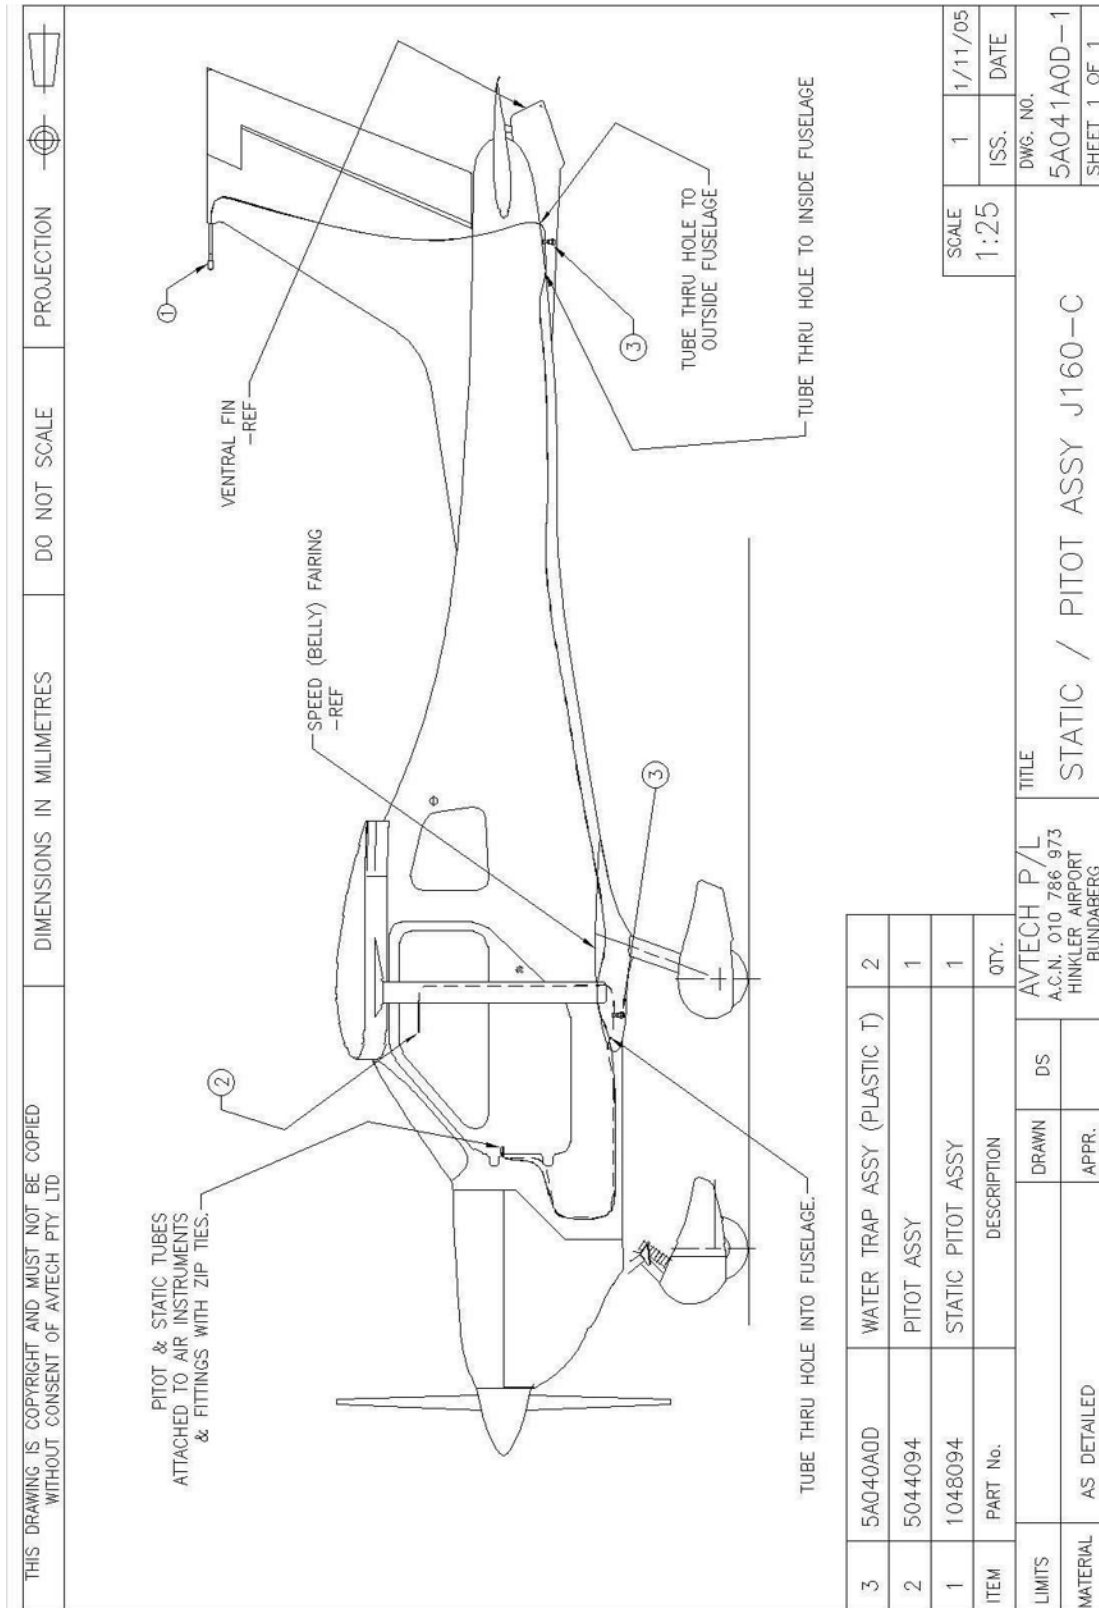 THIS DRAWING IS COPYRIGHT AND MUST NOT BE COPIED
WITHOUT CONSENT OF AVTECH PTY LTD
DIMENSIONS IN MILIMETRES
DO NOT SCALE
PROJECTION
1
VENTRAL FIN
-REF
SPEED (BELLY) FAIRING
-REF
2
PITOT & STATIC TUBES
ATTACHED TO AIR INSTRUMENTS
& FITTINGS WITH ZIP TIES.
TUBE THRU HOLE TO
OUTSIDE FUSELAGE
3
3
TUBE THRU HOLE INTO FUSELAGE.
TUBE THRU HOLE TO INSIDE FUSELAGE
3 5A040A0D WATER TRAP ASSY (PLASTIC T) 2
2 5044094 PITOT ASSY 1
1 1048094 STATIC PITOT ASSY 1
ITEM PART No. DESCRIPTION QTY.
SCALE
1:25
1 1/11/05
ISS. DATE
LIMITS
DRAWN DS
AVTECH P/L
A.C.N. 010 786 973
HINKLER AIRPORT
BUNDABERG
TITLE
STATIC / PITOT ASSY J160-C
DWG. NO.
5A041A0D-1
MATERIAL AS DETAILED
APPR.
SHEET 1 OF 1